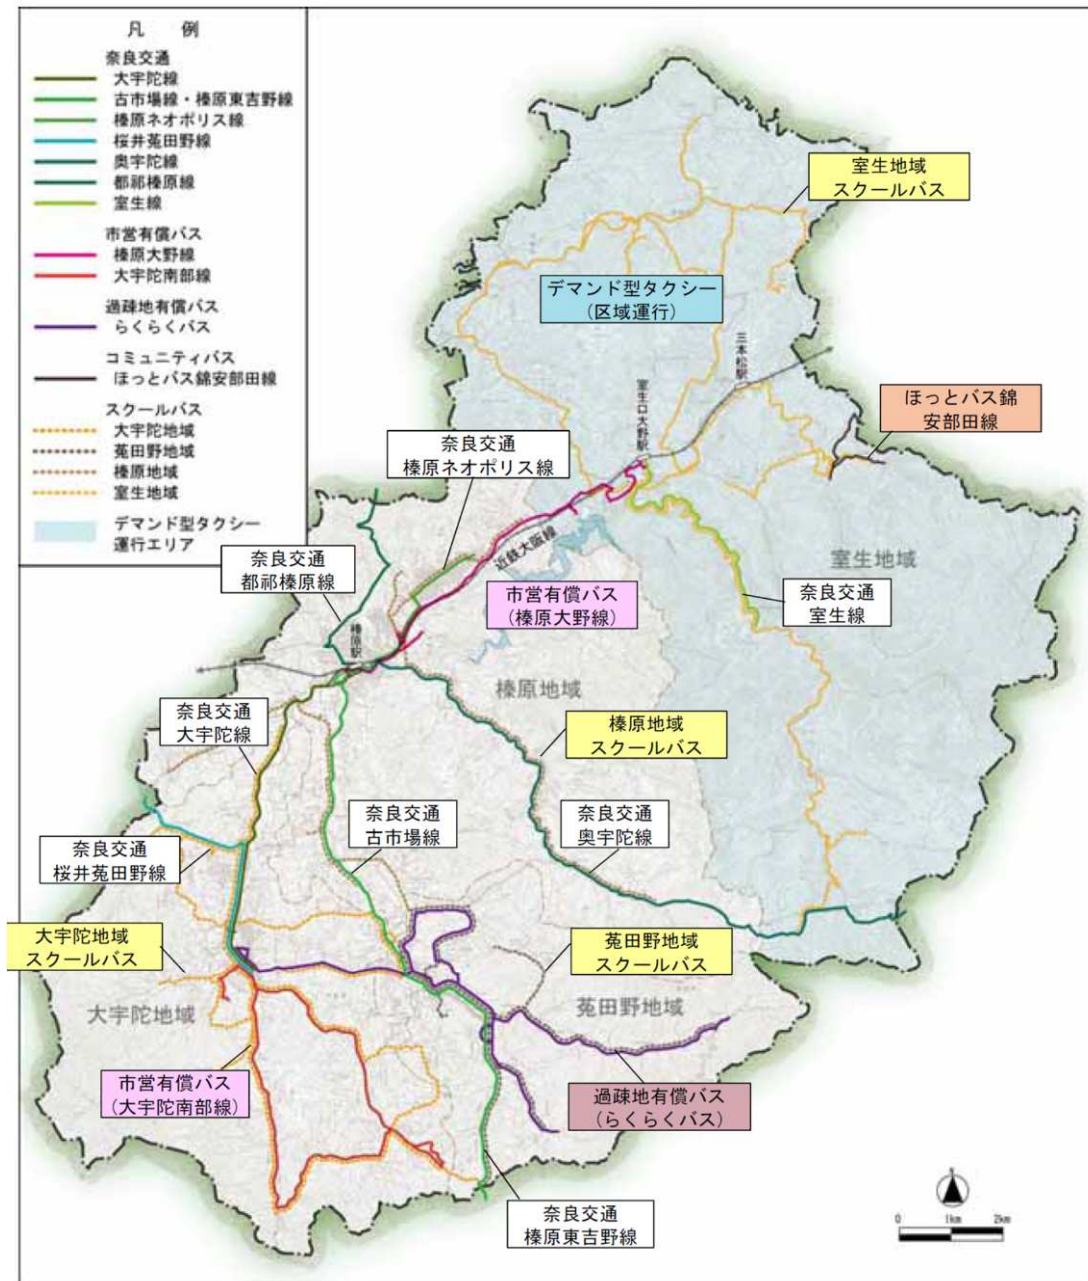 凡 例
奈良交通
大宇陀線
古市場線・榛原東吉野線
榛原ネオポリス線
桜井菟田野線
奥宇陀線
都祁榛原線
室生線
市営有償バス
榛原大野線
大宇陀南部線
過疎地有償バス
らくらくバス
コミュニティバス
ほっとバス錦安部田線
スクールバス
大宇陀地域
菟田野地域
榛原地域
室生地域
デマンド型タクシー
運行エリア
室生地域
スクールバス
デマンド型タクシー
(区域運行)
三本松駅
室生口大野駅
ほっとバス錦
安部田線
奈良交通
榛原ネオポリス線
近鉄大阪線
奈良交通
都祁榛原線
市営有償バス
(榛原大野線)
室生地域
奈良交通
室生線
榛原駅
榛原地域
奈良交通
大宇陀線
榛原地域
スクールバス
奈良交通
桜井菟田野線
奈良交通
古市場線
奈良交通
奥宇陀線
大宇陀地域
スクールバス
菟田野地域
スクールバス
大宇陀地域
菟田野地域
市営有償バス
(大宇陀南部線)
過疎地有償バス
(らくらくバス)
奈良交通
榛原東吉野線
0 1km 2km